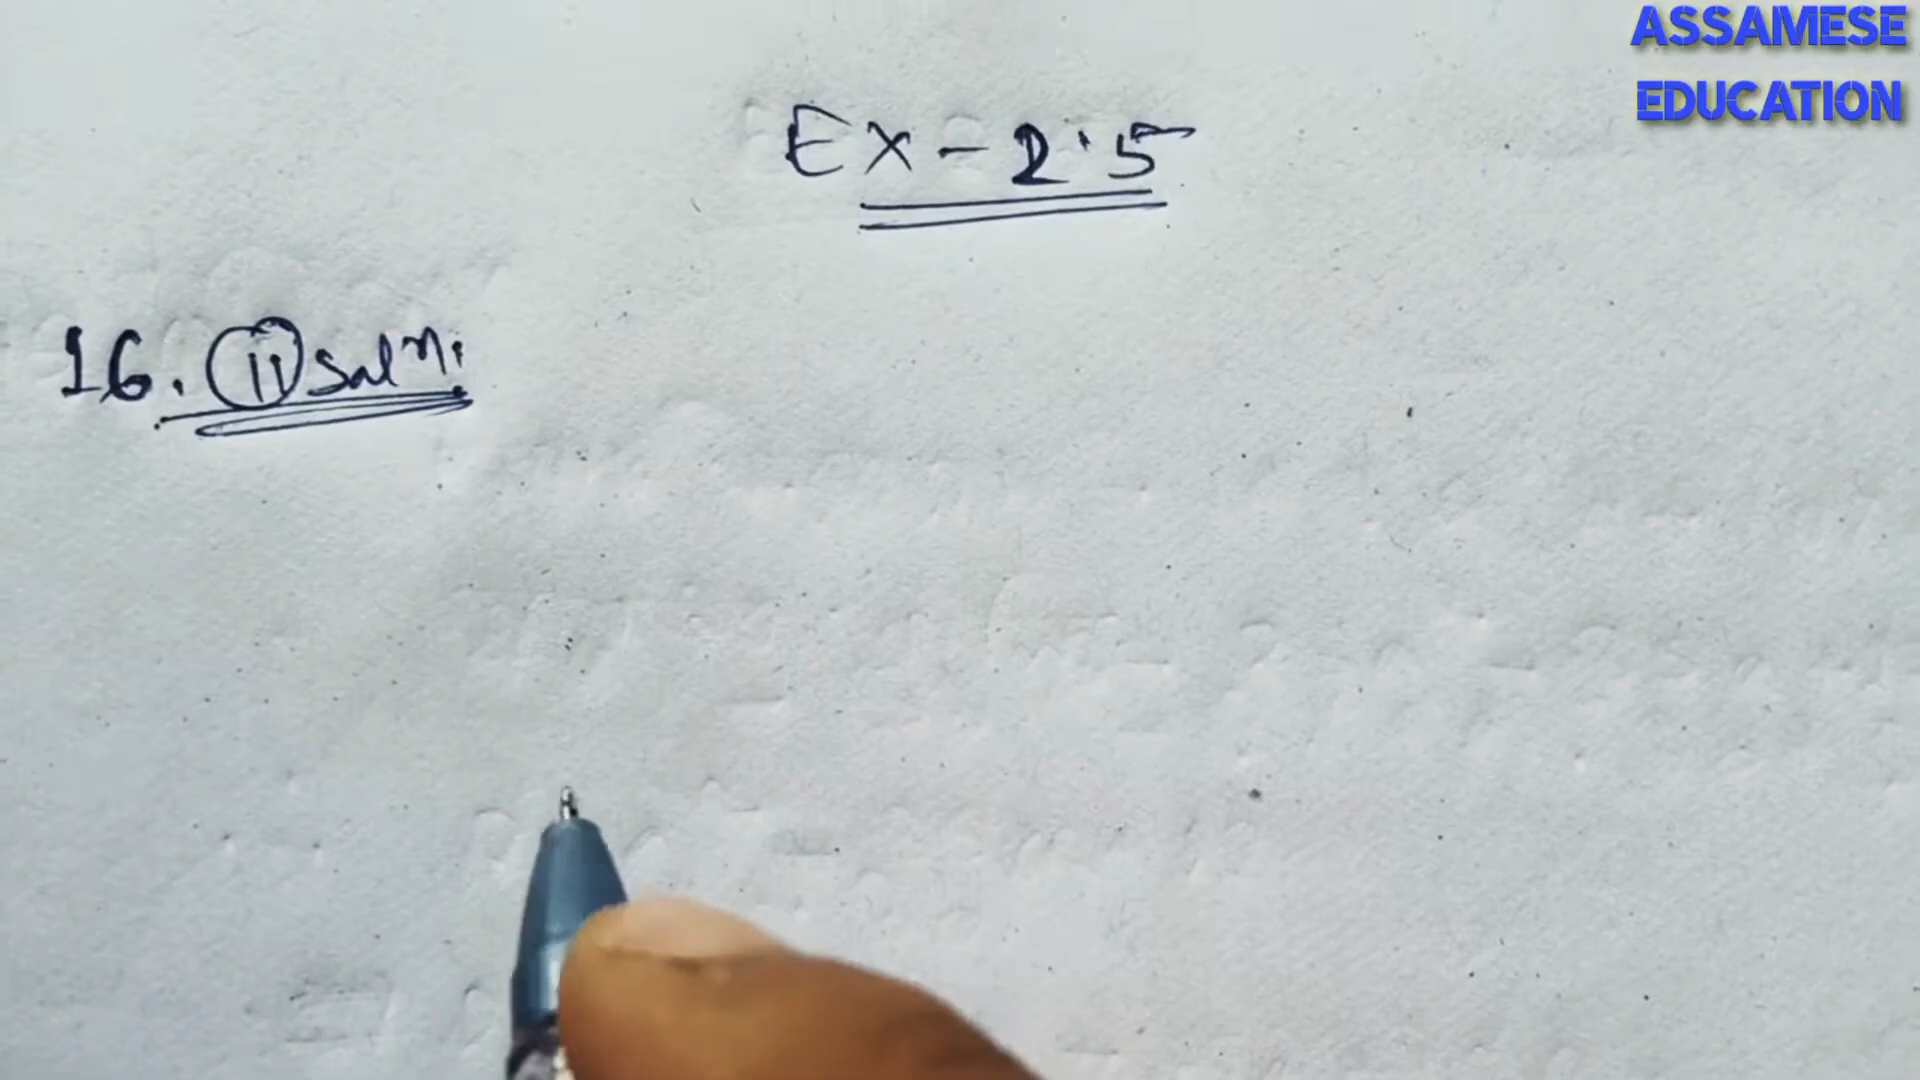 ASSAMESE
EDUCATION
Ex - 2.5
16. (ii) Solⁿ: